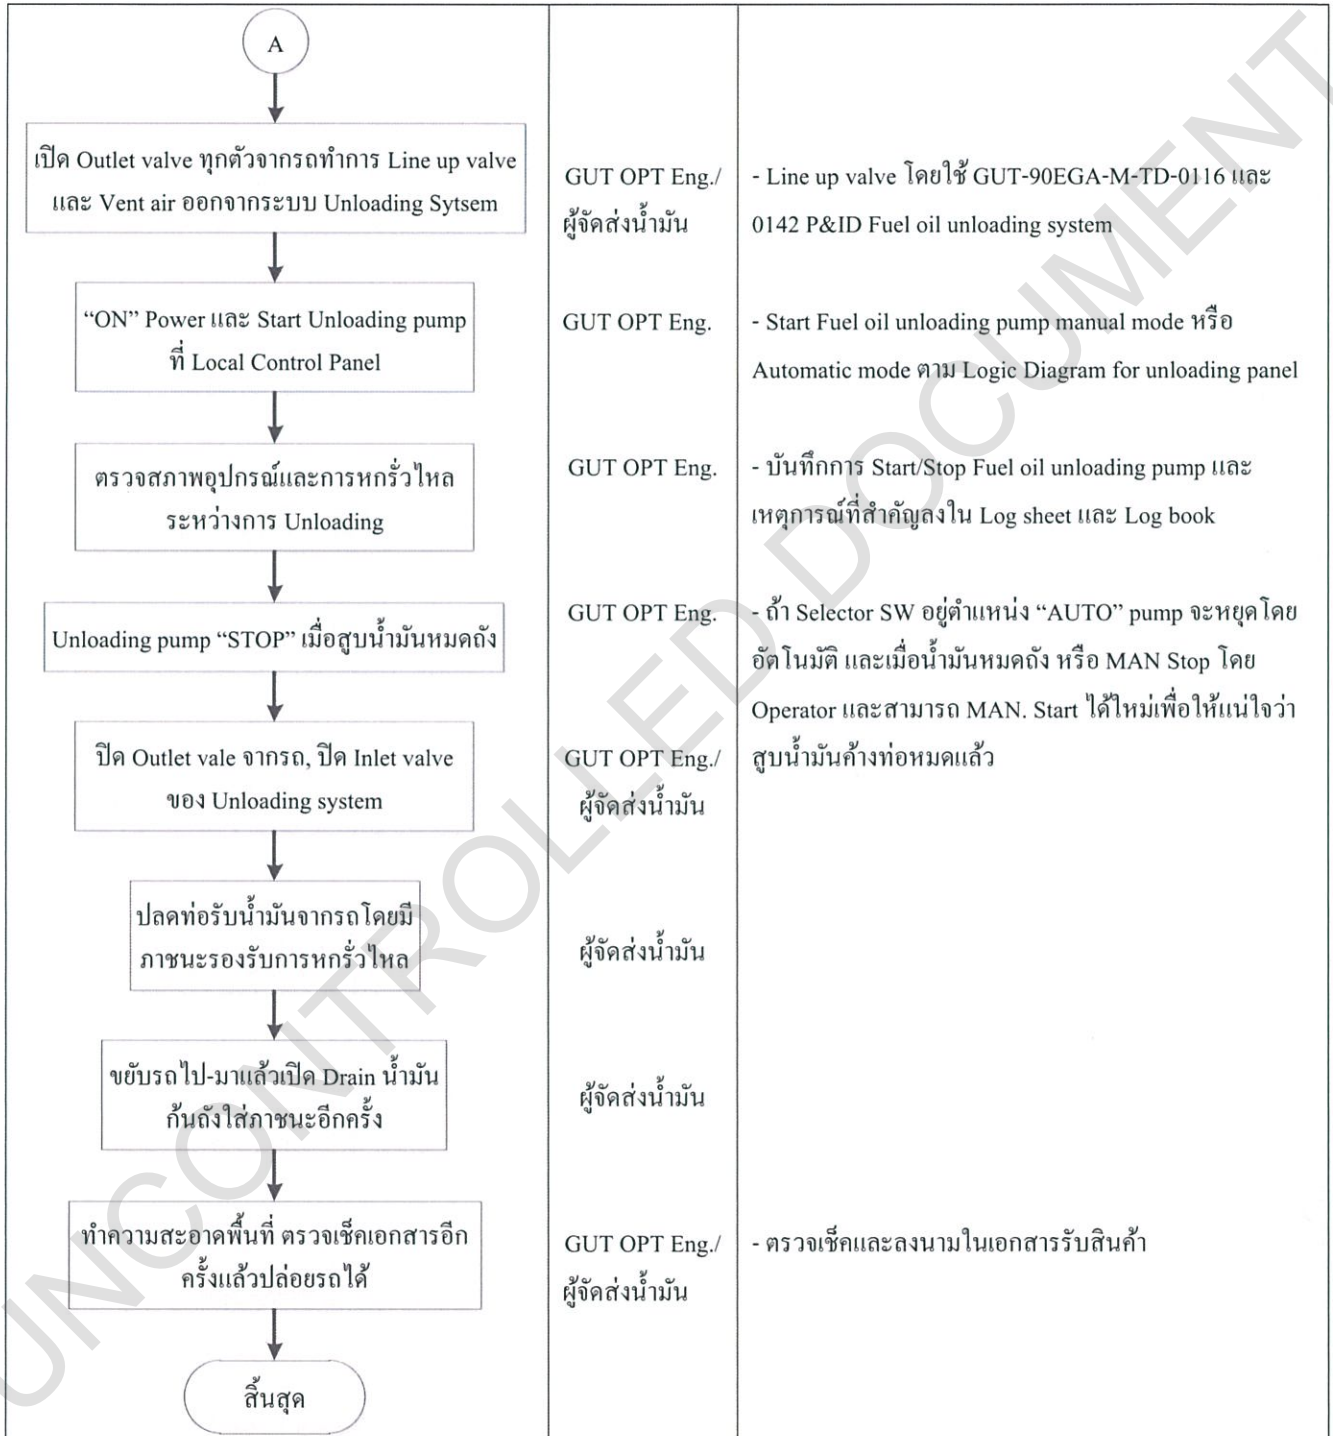 A
เปิด Outlet valve ทุกตัวจากรถทำการ Line up valve
และ Vent air ออกจากระบบ Unloading Sytsem
GUT OPT Eng./
ผู้จัดส่งน้ำมัน
- Line up valve โดยใช้ GUT-90EGA-M-TD-0116 และ
0142 P&ID Fuel oil unloading system
“ON” Power และ Start Unloading pump
ที่ Local Control Panel
GUT OPT Eng.
- Start Fuel oil unloading pump manual mode หรือ
Automatic mode ตาม Logic Diagram for unloading panel
ตรวจสภาพอุปกรณ์และการหกรั่วไหล
ระหว่างการ Unloading
GUT OPT Eng.
- บันทึกการ Start/Stop Fuel oil unloading pump และ
เหตุการณ์ที่สำคัญลงใน Log sheet และ Log book
Unloading pump “STOP” เมื่อสูบน้ำมันหมดถัง
GUT OPT Eng.
- ถ้า Selector SW อยู่ตำแหน่ง “AUTO” pump จะหยุดโดย
อัตโนมัติ และเมื่อน้ำมันหมดถัง หรือ MAN Stop โดย
Operator และสามารถ MAN. Start ได้ใหม่เพื่อให้แน่ใจว่า
สูบน้ำมันค้างท่อหมดแล้ว
ปิด Outlet vale จากรถ, ปิด Inlet valve
ของ Unloading system
GUT OPT Eng./
ผู้จัดส่งน้ำมัน
ปลดท่อรับน้ำมันจากรถโดยมี
ภาชนะรองรับการหกรั่วไหล
ผู้จัดส่งน้ำมัน
ขยับรถไป-มาแล้วเปิด Drain น้ำมัน
ก้นถังใส่ภาชนะอีกครั้ง
ผู้จัดส่งน้ำมัน
ทำความสะอาดพื้นที่ ตรวจเช็คเอกสารอีก
ครั้งแล้วปล่อยรถได้
GUT OPT Eng./
ผู้จัดส่งน้ำมัน
- ตรวจเช็คและลงนามในเอกสารรับสินค้า
สิ้นสุด
UNCONTROLLED DOCUMENT